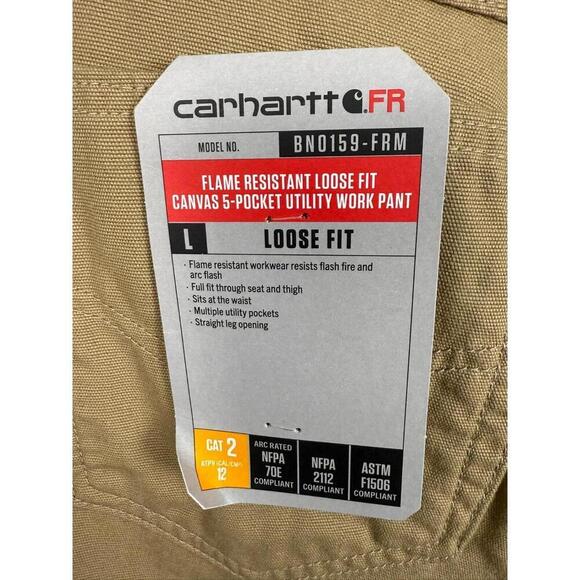 carhartt FR
MODEL NO. BN0159-FRM
FLAME RESISTANT LOOSE FIT
CANVAS 5-POCKET UTILITY WORK PANT
L LOOSE FIT
· Flame resistant workwear resists flash fire and
arc flash
· Full fit through seat and thigh
· Sits at the waist
· Multiple utility pockets
· Straight leg opening
CAT 2
ATPV (CAL/CM²)
12
ARC RATED
NFPA
70E
COMPLIANT
NFPA
2112
COMPLIANT
ASTM
F1506
COMPLIANT